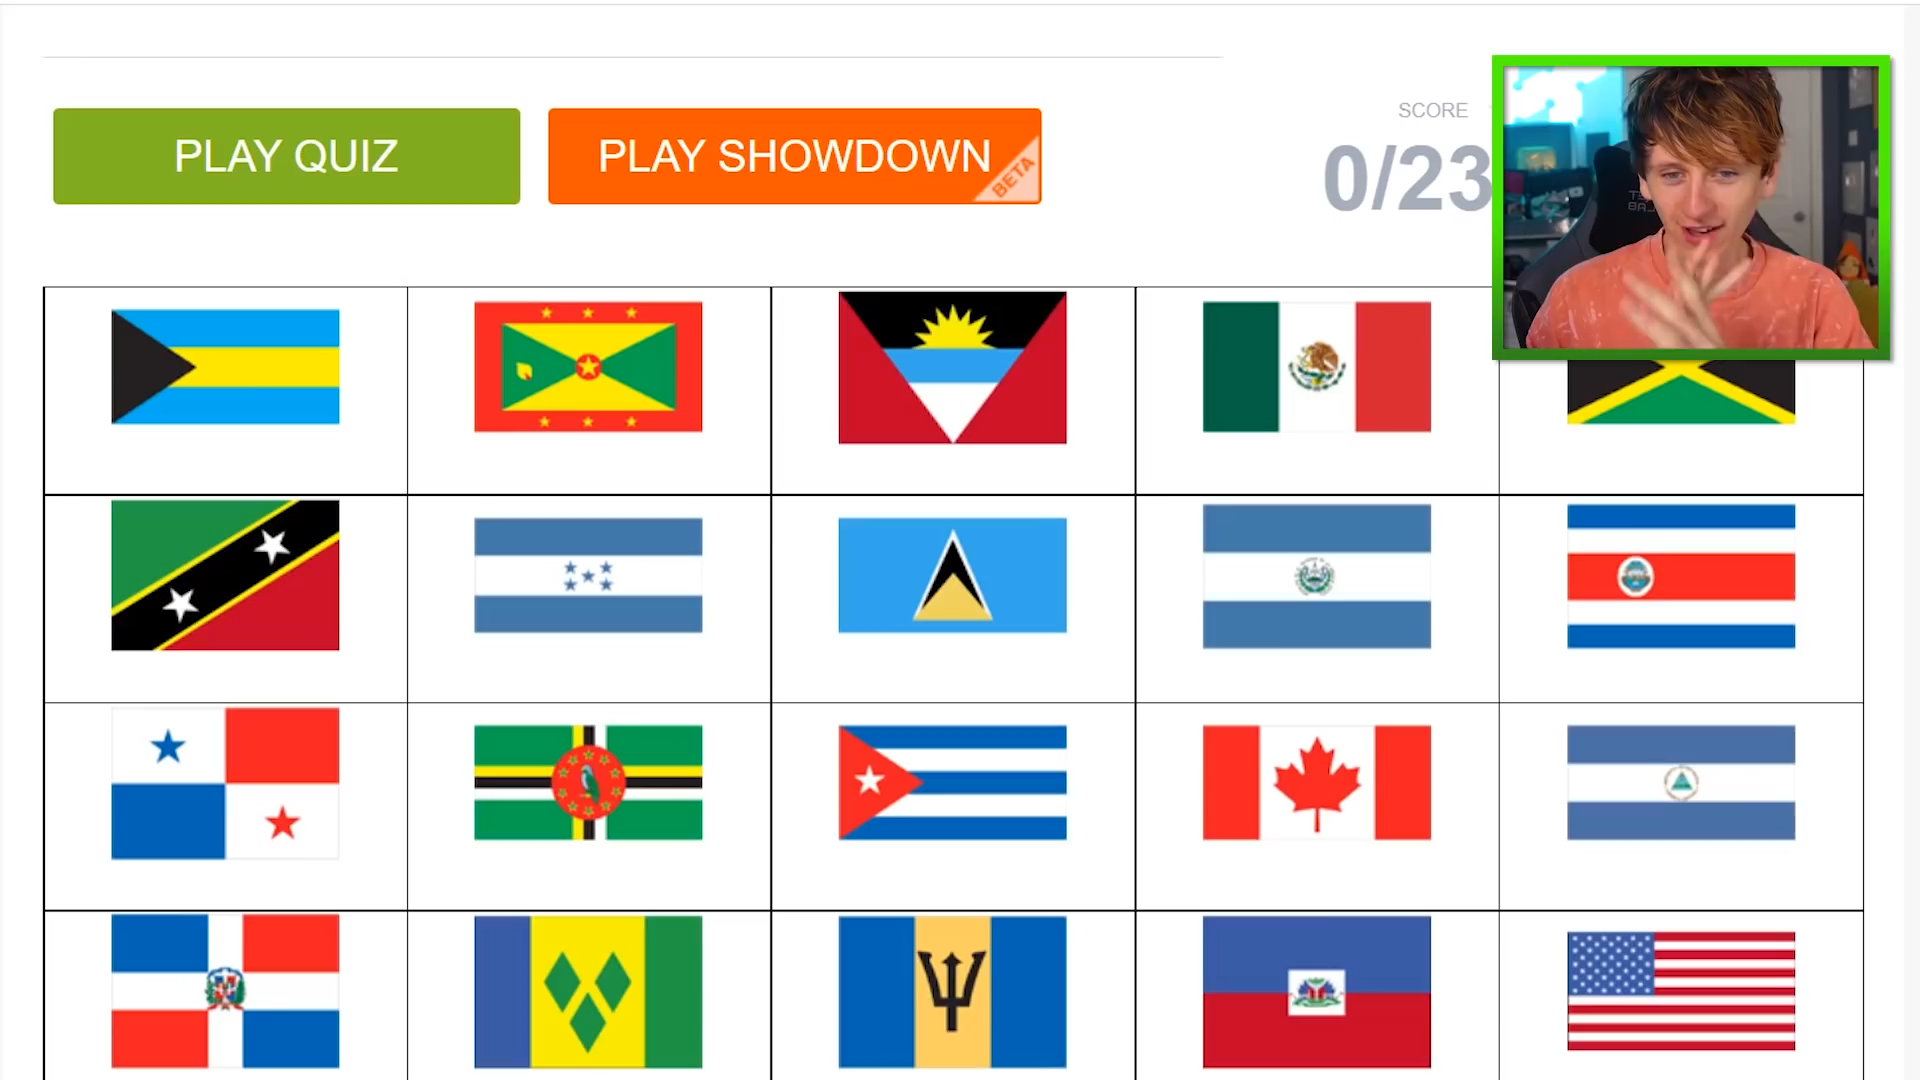 PLAY QUIZ
PLAY SHOWDOWN
BETA
SCORE
0/23